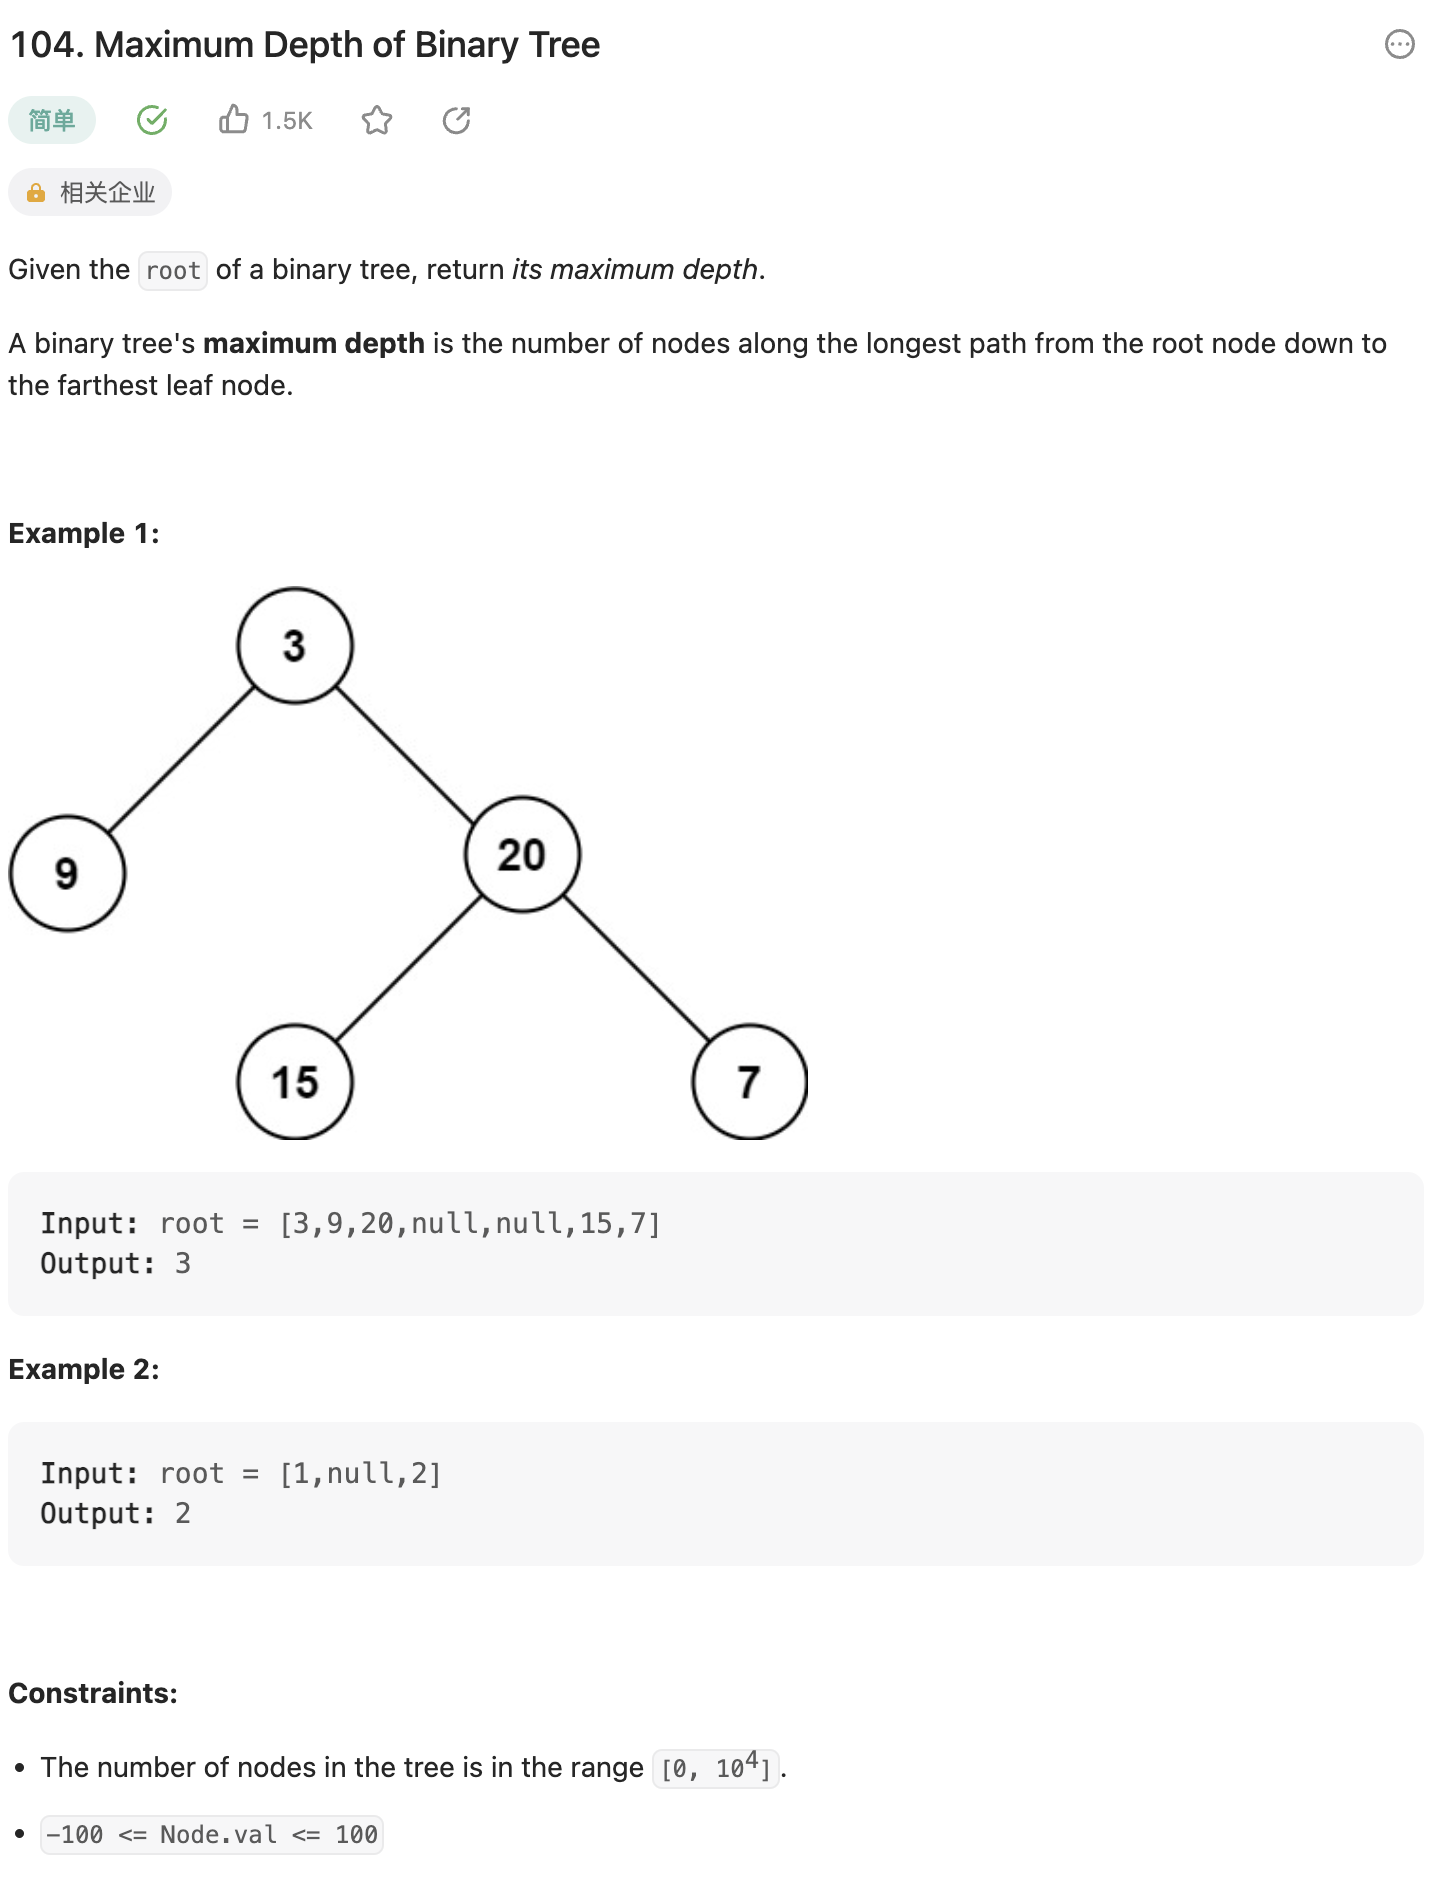 104. Maximum Depth of Binary Tree
简单 1.5K
相关企业
Given the root of a binary tree, return its maximum depth.
A binary tree's maximum depth is the number of nodes along the longest path from the root node down to
the farthest leaf node.
Example 1:
3
9
20
15
7
Input: root = [3,9,20,null,null,15,7]
Output: 3
Example 2:
Input: root = [1,null,2]
Output: 2
Constraints:
• The number of nodes in the tree is in the range [0, 10⁴].
• -100 <= Node.val <= 100